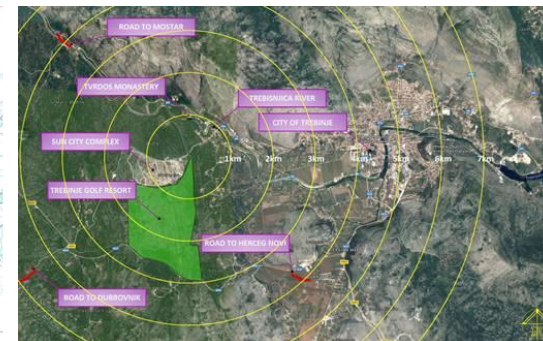 ROAD TO MOSTAR
TVRDOS MONASTERY
TREBISNJICA RIVER
CITY OF TREBINJE
SUN CITY COMPLEX
1km
2km
3km
4km
5km
6km
7km
TREBINJE GOLF RESORT
ROAD TO HERCEG NOVI
ROAD TO DUBROVNIK